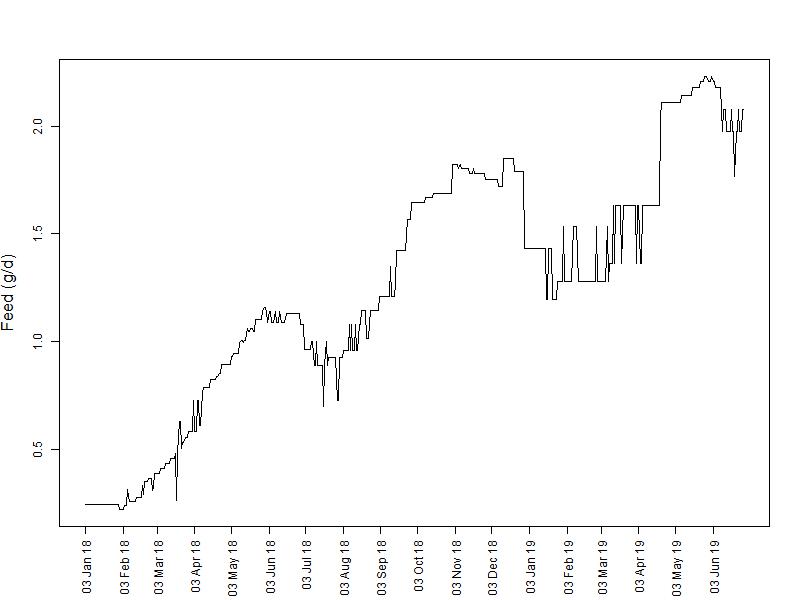 Feed (g/d)
2.0
1.5
1.0
0.5
03 Jan 18
03 Feb 18
03 Mar 18
03 Apr 18
03 May 18
03 Jun 18
03 Jul 18
03 Aug 18
03 Sep 18
03 Oct 18
03 Nov 18
03 Dec 18
03 Jan 19
03 Feb 19
03 Mar 19
03 Apr 19
03 May 19
03 Jun 19